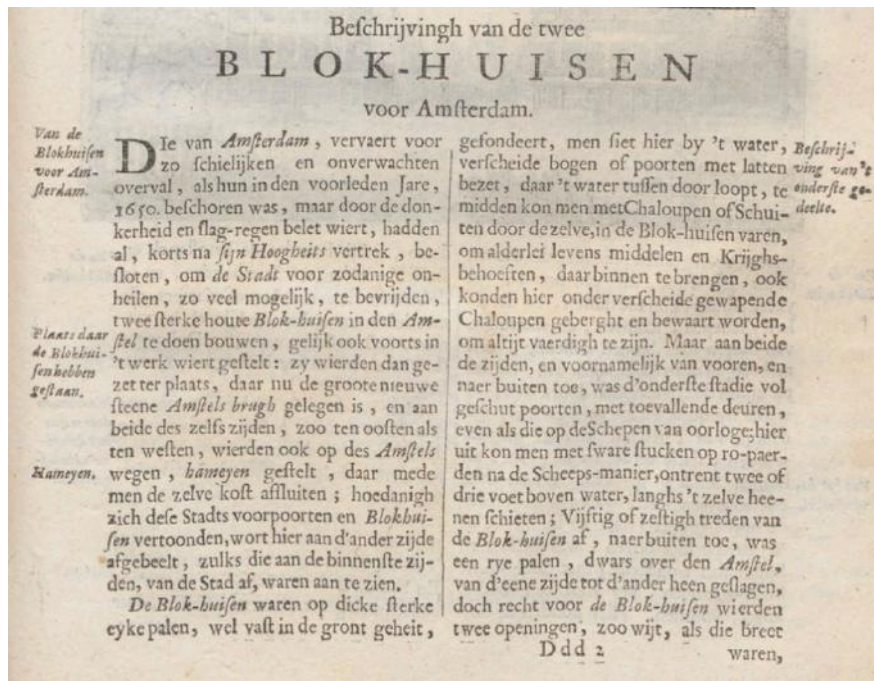 Beſchrijvingh van de twee
BLOK-HUISEN
voor Amſterdam.
Van de
Blokhuiſen
voor Am-
ſterdam.
DIe van Amſterdam, vervaert voor
zo ſchielijken en onverwachten
overval, als hun in den voorleden Jare,
1650. beſchoren was, maar door de don-
kerheid en ſlag-regen belet wiert, hadden
al, korts na ſijn Hoogheits vertrek, be-
ſloten, om de Stadt voor zodanige on-
heilen, zo veel mogelijk, te bevrijden,
twee ſterke houte Blok-huiſen in den Am-
ſtel te doen bouwen, gelijk ook voorts in
't werk wiert geſtelt: zy wierden dan ge-
zet ter plaats, daar nu de groote nieuwe
ſteene Amſtels brugh gelegen is, en aan
beide des zelfs zijden, zoo ten ooſten als
ten weſten, wierden ook op des Amſtels
wegen, hameyen geſtelt, daar mede
men de zelve koſt affluiten; hoedanigh
zich deſe Stadts voorpoorten en Blokhui-
ſen vertoonden, wort hier aan d'ander zijde
afgebeelt, zulks die aan de binnenſte zij-
den, van de Stad af, waren aan te zien.
De Blok-huiſen waren op dicke ſterke
eyke palen, wel vaſt in de gront geheit,
Plaats daar
de Blokhui-
ſen hebben
geſtaan.
Hameyen.
gefondeert, men ſiet hier by 't water,
verſcheide bogen of poorten met latten
bezet, daar 't water tuſſen door loopt, te
midden kon men met Chaloupen of Schui-
ten door de zelve, in de Blok-huiſen varen,
om alderlei levens middelen en Krijghs-
behoeften, daar binnen te brengen, ook
konden hier onder verſcheide gewapende
Chaloupen geberght en bewaart worden,
om altijt vaerdigh te zijn. Maar aan beide
de zijden, en voornamelijk van vooren, en
naer buiten toe, was d'onderſte ſtadie vol
geſchut poorten, met toevallende deuren,
even als die op de Schepen van oorloge; hier
uit kon men met ſware ſtucken op ro-paer-
den na de Scheeps-manier, ontrent twee of
drie voet boven water, langhs 't zelve hee-
nen ſchieten; Vijftig of zeſtigh treden van
de Blok-huiſen af, naer buiten toe, was
een rye palen, dwars over den Amſtel,
van d'eene zijde tot d'ander heen geſlagen,
doch recht voor de Blok-huiſen wierden
twee openingen, zoo wijt, als die breet
Beſchrij-
ving van 't
onderſte ge-
deelte.
Ddd 2
waren,